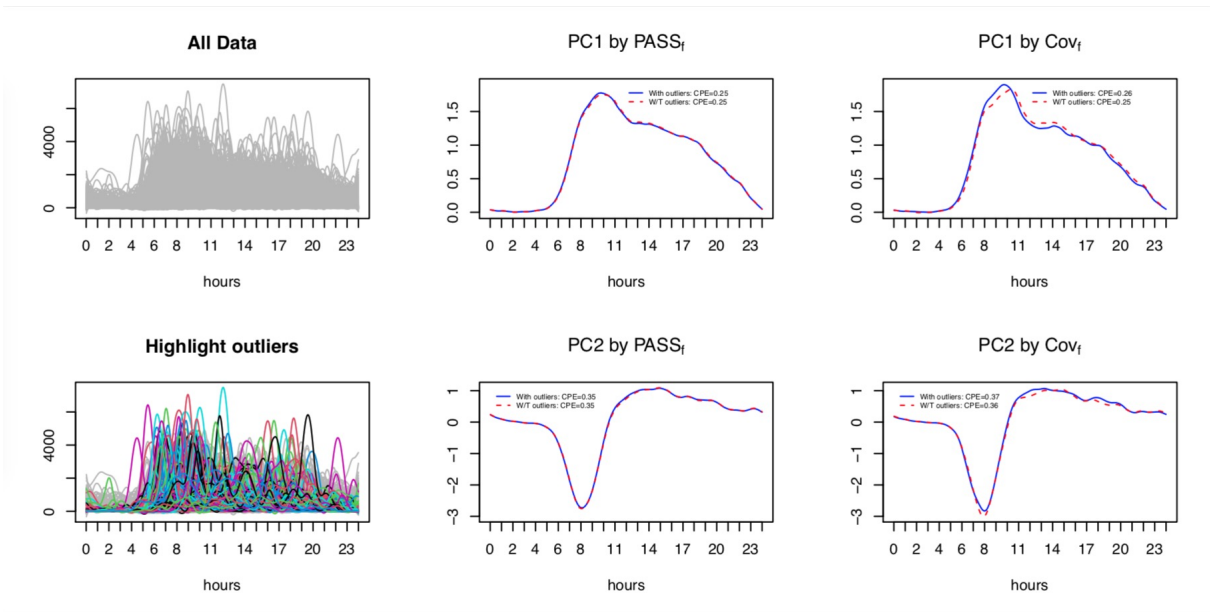 All Data
PC1 by PASSf
PC1 by Covf
4000
0
0 2 4 6 8 11 14 17 20 23
hours
1.5
1.0
0.5
0.0
With outliers: CPE=0.25
W/T outliers: CPE=0.25
0 2 4 6 8 11 14 17 20 23
hours
1.5
1.0
0.5
0.0
With outliers: CPE=0.26
W/T outliers: CPE=0.25
0 2 4 6 8 11 14 17 20 23
hours
Highlight outliers
PC2 by PASSf
PC2 by Covf
4000
0
0 2 4 6 8 11 14 17 20 23
hours
1
0
−1
−2
−3
With outliers: CPE=0.35
W/T outliers: CPE=0.35
0 2 4 6 8 11 14 17 20 23
hours
1
0
−1
−2
−3
With outliers: CPE=0.37
W/T outliers: CPE=0.36
0 2 4 6 8 11 14 17 20 23
hours